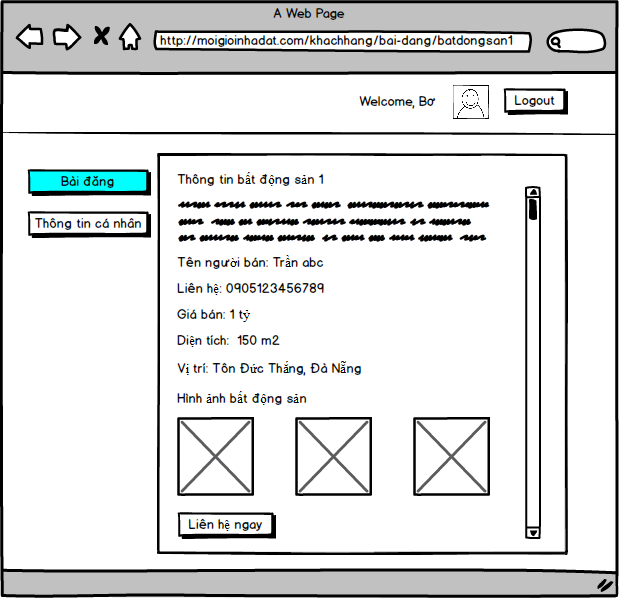 A Web Page
http://moigioinhadat.com/khachhang/bai-dang/batdongsan1
Welcome, Bơ
Logout
Bài đăng
Thông tin cá nhân
Thông tin bất động sản 1
Tên người bán: Trần abc
Liên hệ: 0905123456789
Giá bán: 1 tỷ
Diện tích: 150 m2
Vị trí: Tôn Đức Thắng, Đà Nẵng
Hình ảnh bất động sản
Liên hệ ngay